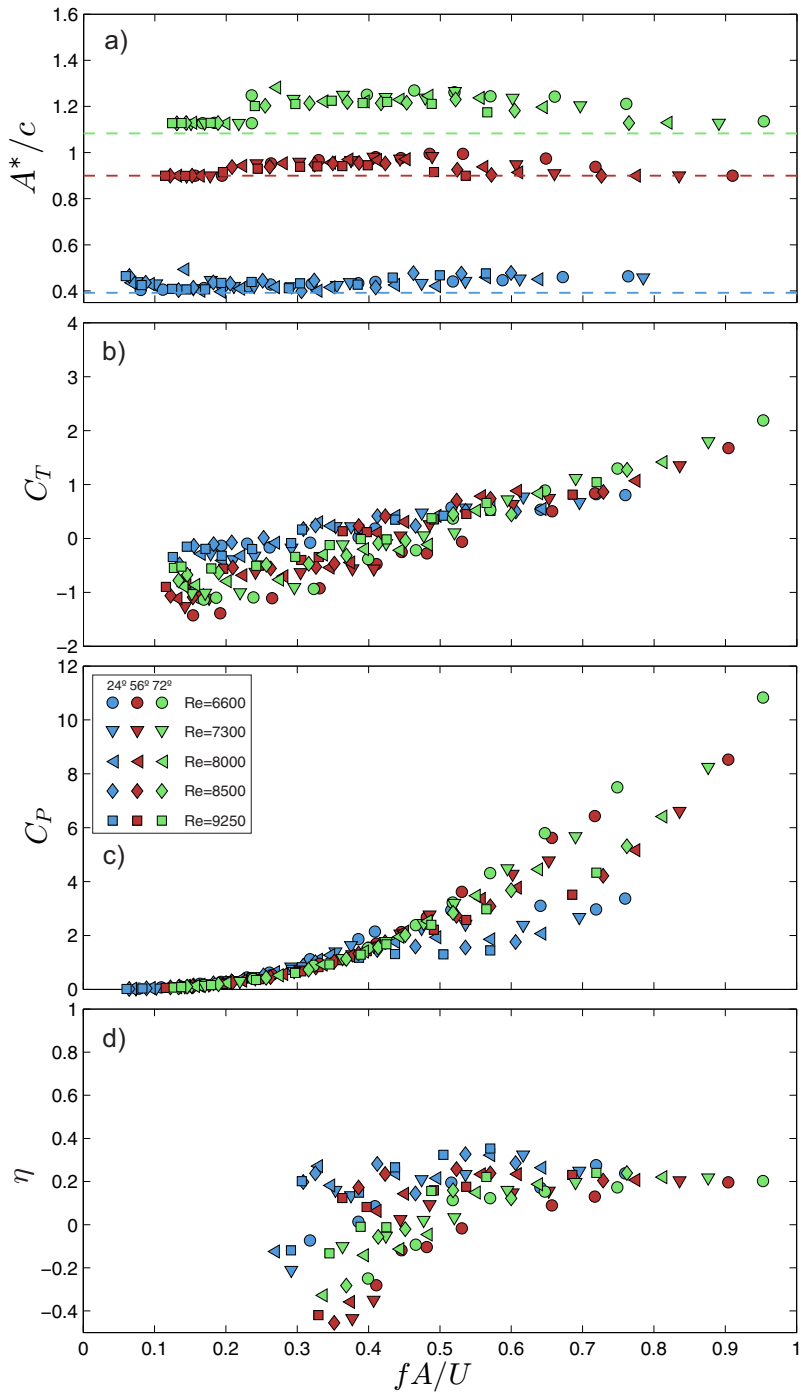 a)
1.6
1.4
1.2
1
0.8
0.6
0.4
A*/c
b)
4
3
2
1
0
−1
−2
C_T
12
10
8
6
4
2
0
C_P
24º 56º 72º
Re=6600
Re=7300
Re=8000
Re=8500
Re=9250
c)
d)
1
0.8
0.6
0.4
0.2
0
−0.2
−0.4
η
0 0.1 0.2 0.3 0.4 0.5 0.6 0.7 0.8 0.9 1
fA/U